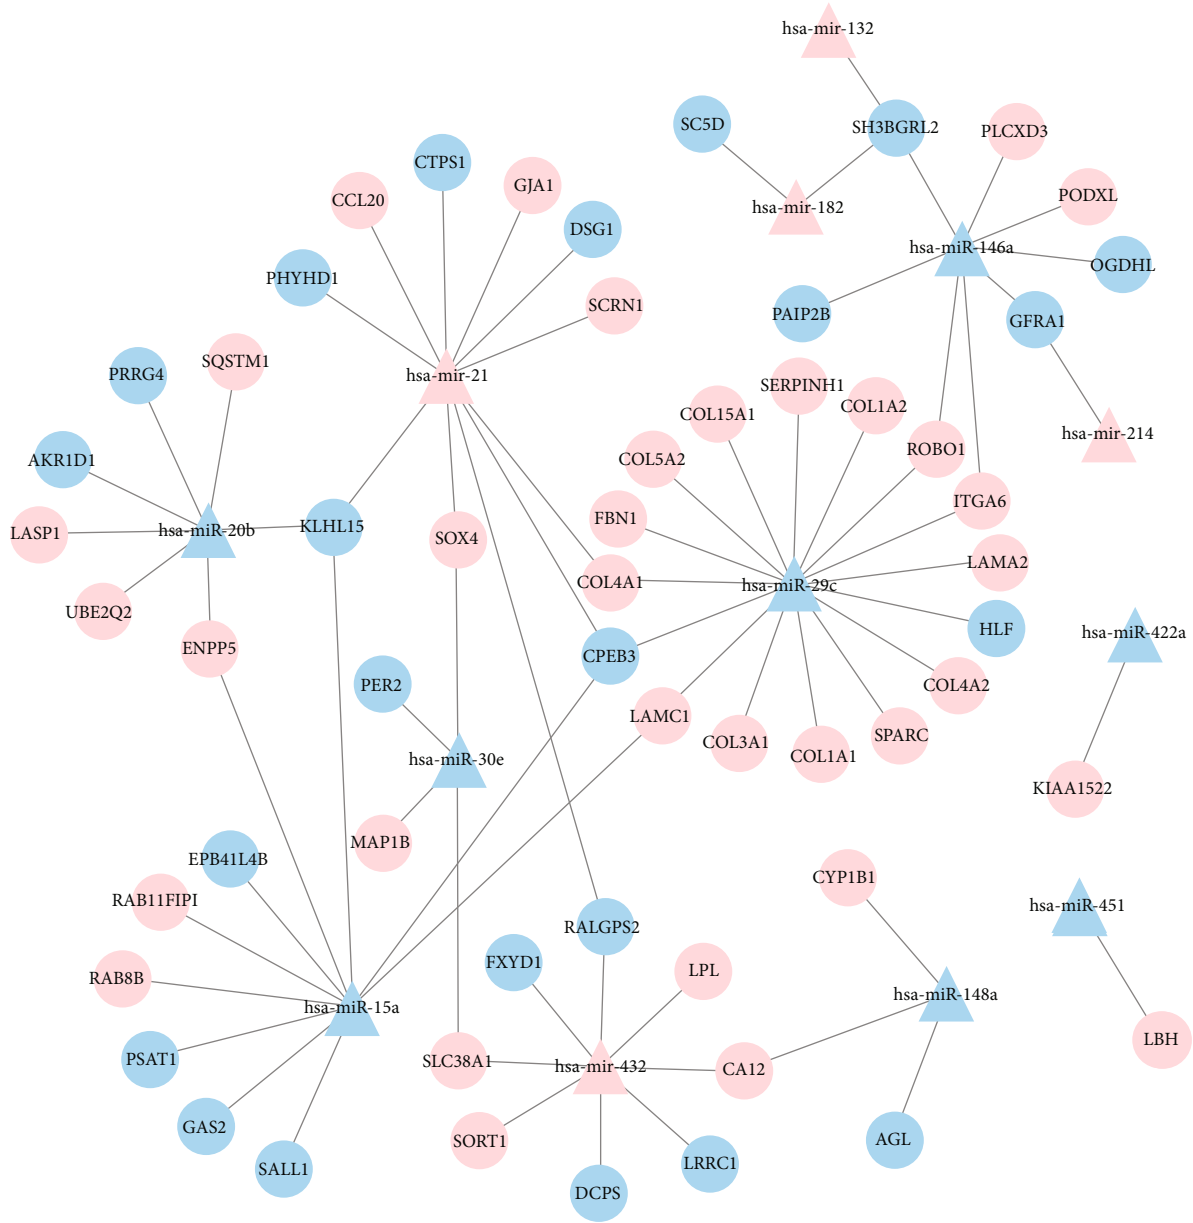 hsa-mir-132
SC5D
SH3BGRL2
PLCXD3
CTPS1
GJA1
CCL20
PODXL
hsa-mir-182
DSG1
hsa-miR-146a
OGDHL
PHYHD1
SCRN1
PAIP2B
GFRA1
SQSTM1
PRRG4
hsa-mir-21
SERPINH1
COL1A2
COL15A1
hsa-mir-214
ROBO1
COL5A2
AKR1D1
ITGA6
FBN1
LASP1
hsa-miR-20b
KLHL15
SOX4
LAMA2
COL4A1
hsa-miR-29c
UBE2Q2
HLF
hsa-miR-422a
ENPP5
CPEB3
PER2
COL4A2
LAMC1
SPARC
COL3A1
COL1A1
hsa-miR-30e
KIAA1522
MAP1B
EPB41L4B
CYP1B1
RAB11FIPI
hsa-miR-451
RALGPS2
FXYD1
LPL
RAB8B
hsa-miR-148a
hsa-miR-15a
LBH
PSAT1
SLC38A1
hsa-mir-432
CA12
GAS2
SORT1
AGL
SALL1
LRRC1
DCPS